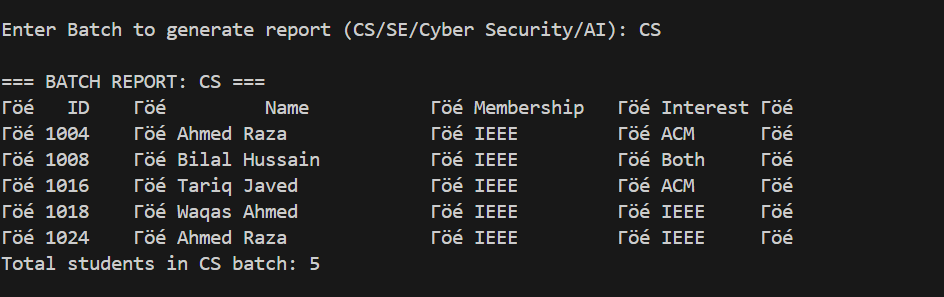 Enter Batch to generate report (CS/SE/Cyber Security/AI): CS
=== BATCH REPORT: CS ===
Γöé ID Γöé Name Γöé Membership Γöé Interest Γöé
Γöé 1004 Γöé Ahmed Raza Γöé IEEE Γöé ACM Γöé
Γöé 1008 Γöé Bilal Hussain Γöé IEEE Γöé Both Γöé
Γöé 1016 Γöé Tariq Javed Γöé IEEE Γöé ACM Γöé
Γöé 1018 Γöé Waqas Ahmed Γöé IEEE Γöé IEEE Γöé
Γöé 1024 Γöé Ahmed Raza Γöé IEEE Γöé IEEE Γöé
Total students in CS batch: 5